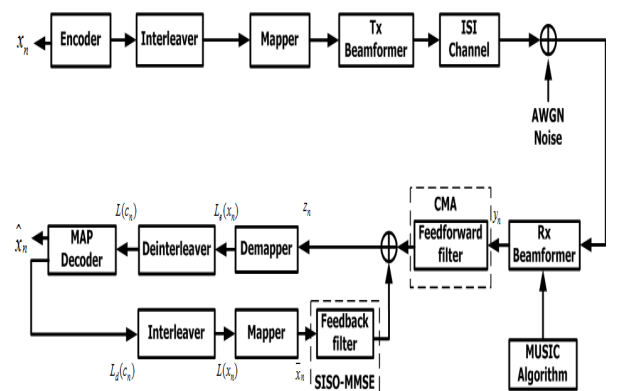 x_n
Encoder
Interleaver
Mapper
Tx
Beamformer
ISI
Channel
AWGN
Noise
x̂_n
MAP
Decoder
L(c_n)
Deinterleaver
L_e(x_n)
Demapper
z_n
CMA
Feedforward
filter
y_n
Rx
Beamformer
MUSIC
Algorithm
L_d(c_n)
Interleaver
L(x_n)
Mapper
x̄_n
Feedback
filter
SISO-MMSE